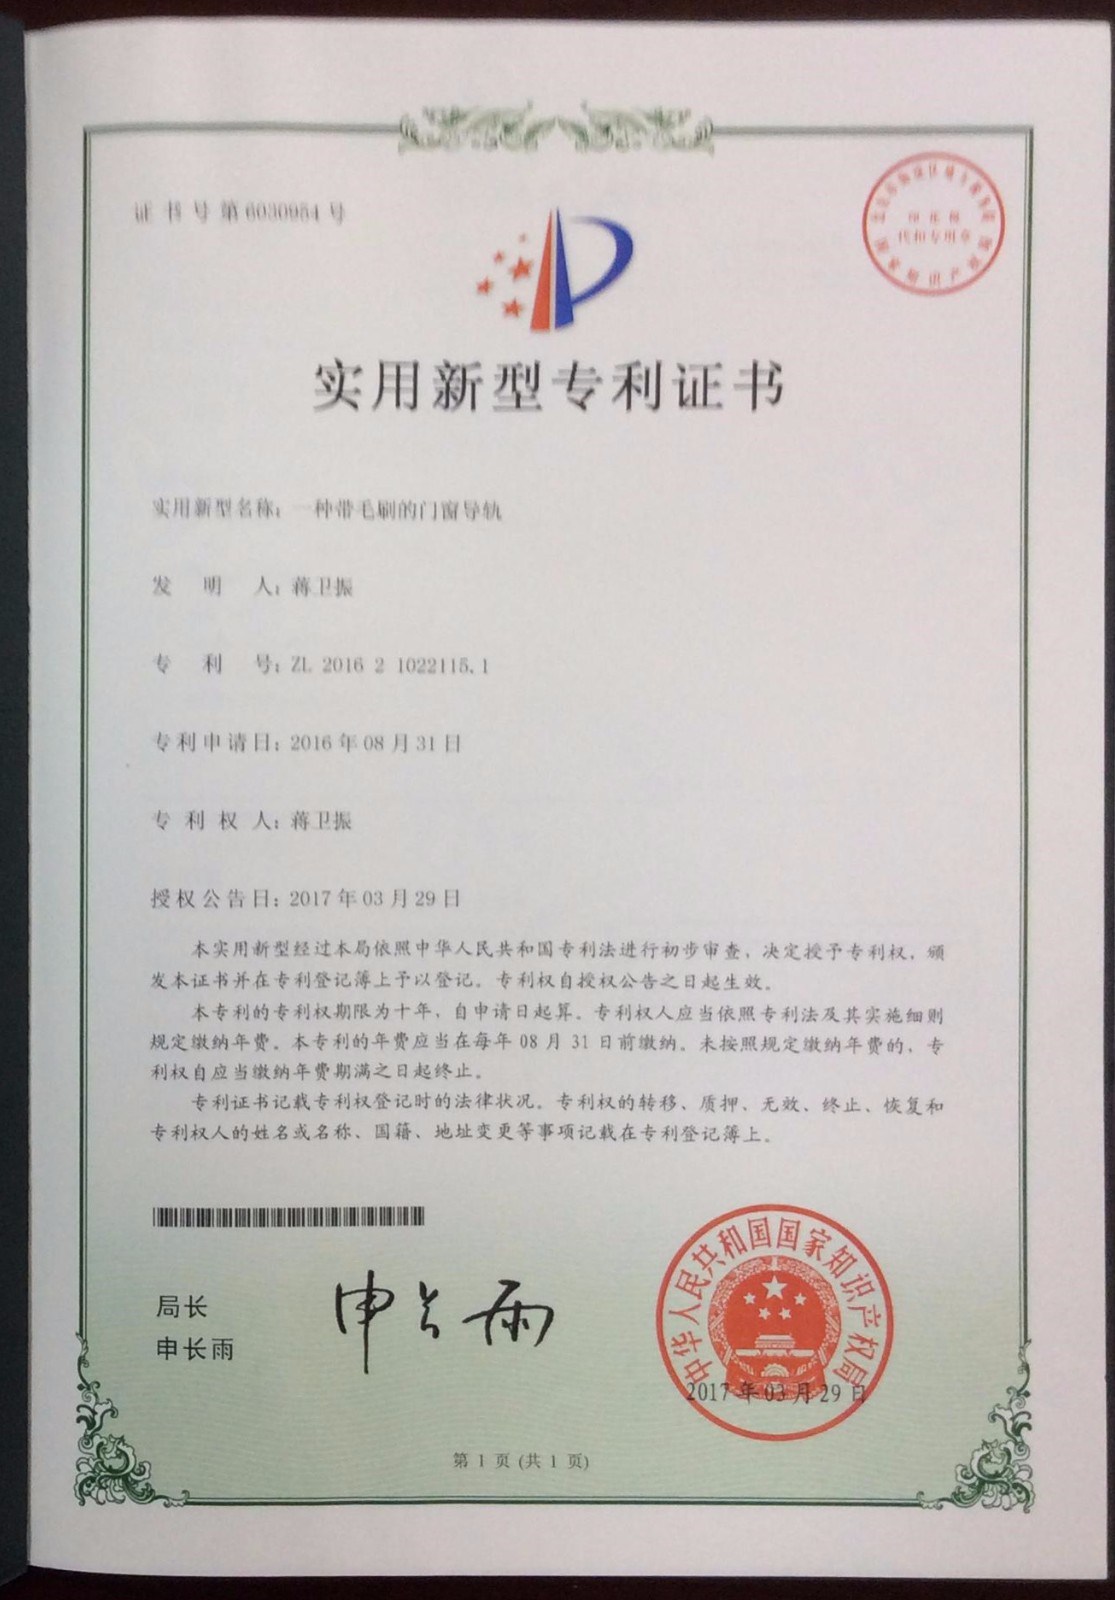 证书号第6030954号
实用新型专利证书
实用新型名称：一种带毛刷的门窗导轨
发明人：蒋卫振
专利号：ZL 2016 2 1022115.1
专利申请日：2016年08月31日
专利权人：蒋卫振
授权公告日：2017年03月29日
本实用新型经过本局依照中华人民共和国专利法进行初步审查，决定授予专利权，颁
发本证书并在专利登记簿上予以登记。专利权自授权公告之日起生效。
本专利的专利权期限为十年，自申请日起算。专利权人应当依照专利法及其实施细则
规定缴纳年费。本专利的年费应当在每年 08 月 31 日前缴纳。未按照规定缴纳年费的，专
利权自应当缴纳年费期满之日起终止。
专利证书记载专利权登记时的法律状况。专利权的转移、质押、无效、终止、恢复和
专利权人的姓名或名称、国籍、地址变更等事项记载在专利登记簿上。
局长
申长雨
申长雨
中华人民共和国国家知识产权局
2017年03月29日
第 1 页 (共 1 页)